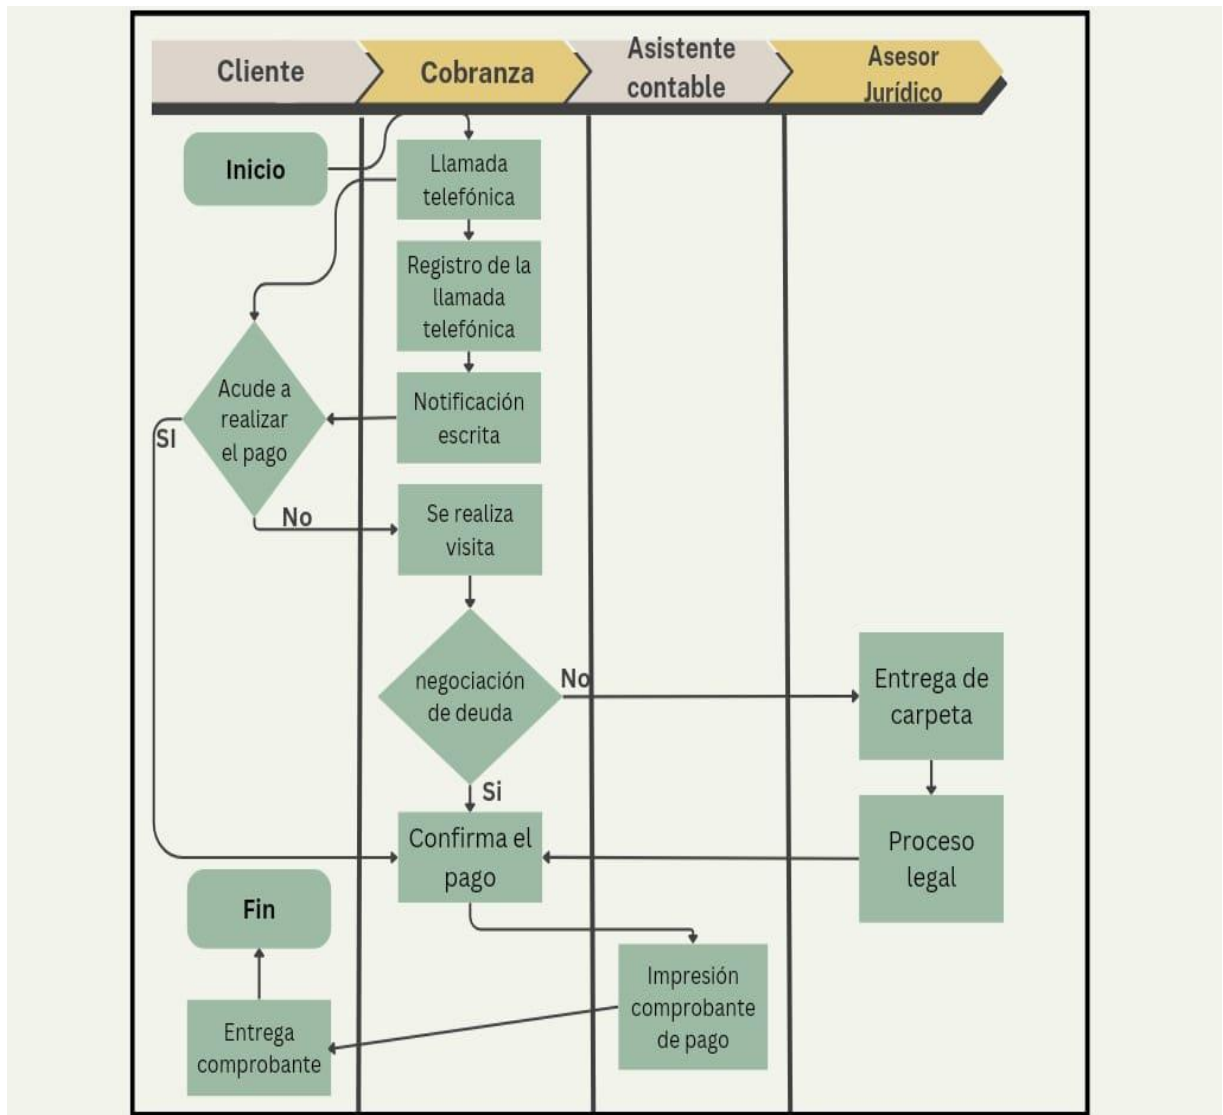 Cliente
Cobranza
Asistente
contable
Asesor
Jurídico
Inicio
Llamada
telefónica
Registro de la
llamada
telefónica
Acude a
realizar
el pago
Notificación
escrita
SI
No
Se realiza
visita
negociación
de deuda
No
Entrega de
carpeta
Si
Confirma el
pago
Proceso
legal
Fin
Impresión
comprobante
de pago
Entrega
comprobante